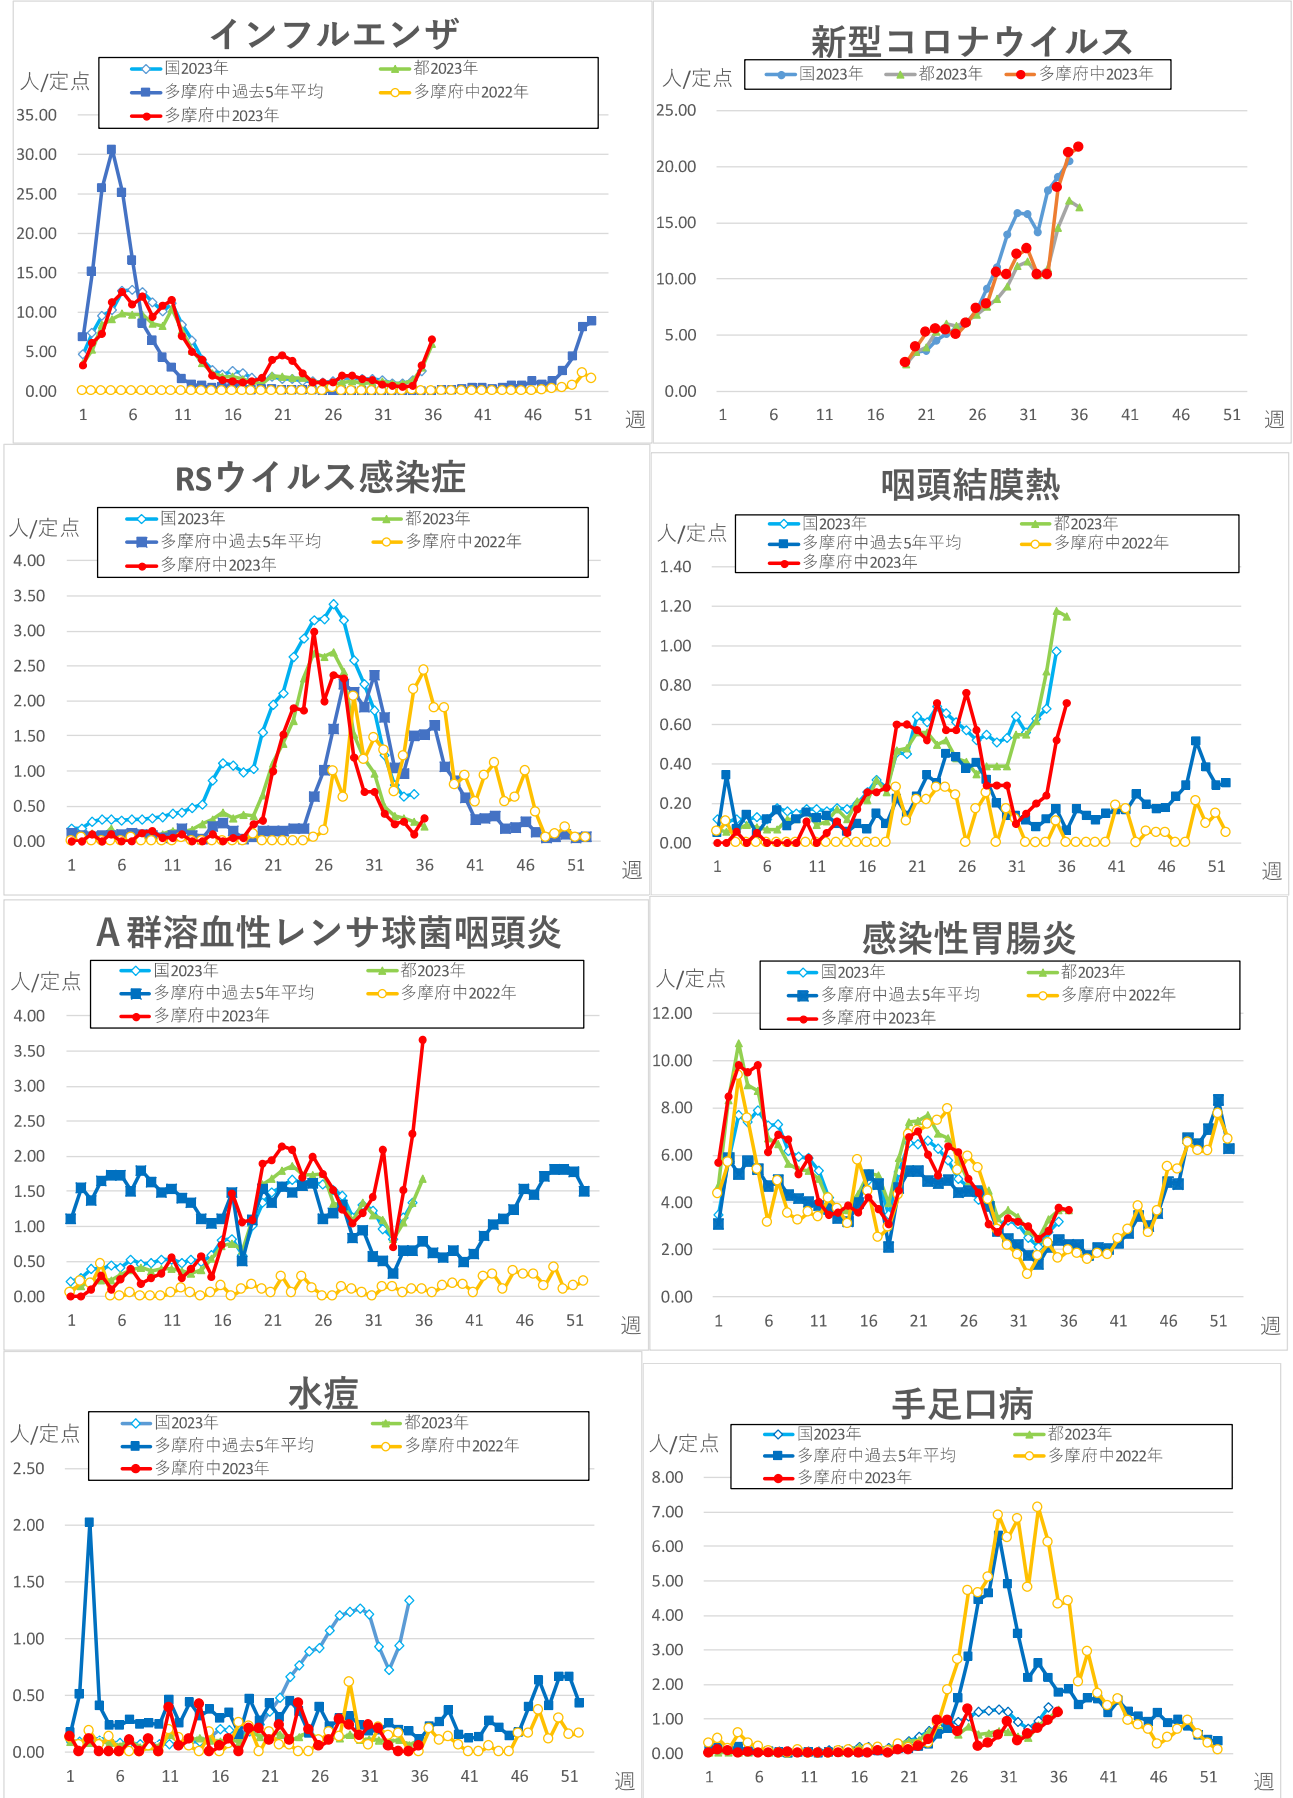 インフルエンザ
人/定点
国2023年
都2023年
多摩府中過去5年平均
多摩府中2022年
多摩府中2023年
35.00
30.00
25.00
20.00
15.00
10.00
5.00
0.00
1 6 11 16 21 26 31 36 41 46 51
週
新型コロナウイルス
人/定点
国2023年 都2023年 多摩府中2023年
25.00
20.00
15.00
10.00
5.00
0.00
1 6 11 16 21 26 31 36 41 46 51
RSウイルス感染症
人/定点
国2023年
都2023年
多摩府中過去5年平均
多摩府中2022年
多摩府中2023年
4.00
3.50
3.00
2.50
2.00
1.50
1.00
0.50
0.00
1 6 11 16 21 26 31 36 41 46 51
週
咽頭結膜熱
人/定点
国2023年
都2023年
多摩府中過去5年平均
多摩府中2022年
多摩府中2023年
1.40
1.20
1.00
0.80
0.60
0.40
0.20
0.00
1 6 11 16 21 26 31 36 41 46 51
週
A群溶血性レンサ球菌咽頭炎
人/定点
国2023年
都2023年
多摩府中過去5年平均
多摩府中2022年
多摩府中2023年
4.00
3.50
3.00
2.50
2.00
1.50
1.00
0.50
0.00
1 6 11 16 21 26 31 36 41 46 51
週
感染性胃腸炎
人/定点
国2023年
都2023年
多摩府中過去5年平均
多摩府中2022年
多摩府中2023年
12.00
10.00
8.00
6.00
4.00
2.00
0.00
1 6 11 16 21 26 31 36 41 46 51
週
水痘
人/定点
国2023年
都2023年
多摩府中過去5年平均
多摩府中2022年
多摩府中2023年
2.50
2.00
1.50
1.00
0.50
0.00
1 6 11 16 21 26 31 36 41 46 51
週
手足口病
人/定点
国2023年
都2023年
多摩府中過去5年平均
多摩府中2022年
多摩府中2023年
8.00
7.00
6.00
5.00
4.00
3.00
2.00
1.00
0.00
1 6 11 16 21 26 31 36 41 46 51
週